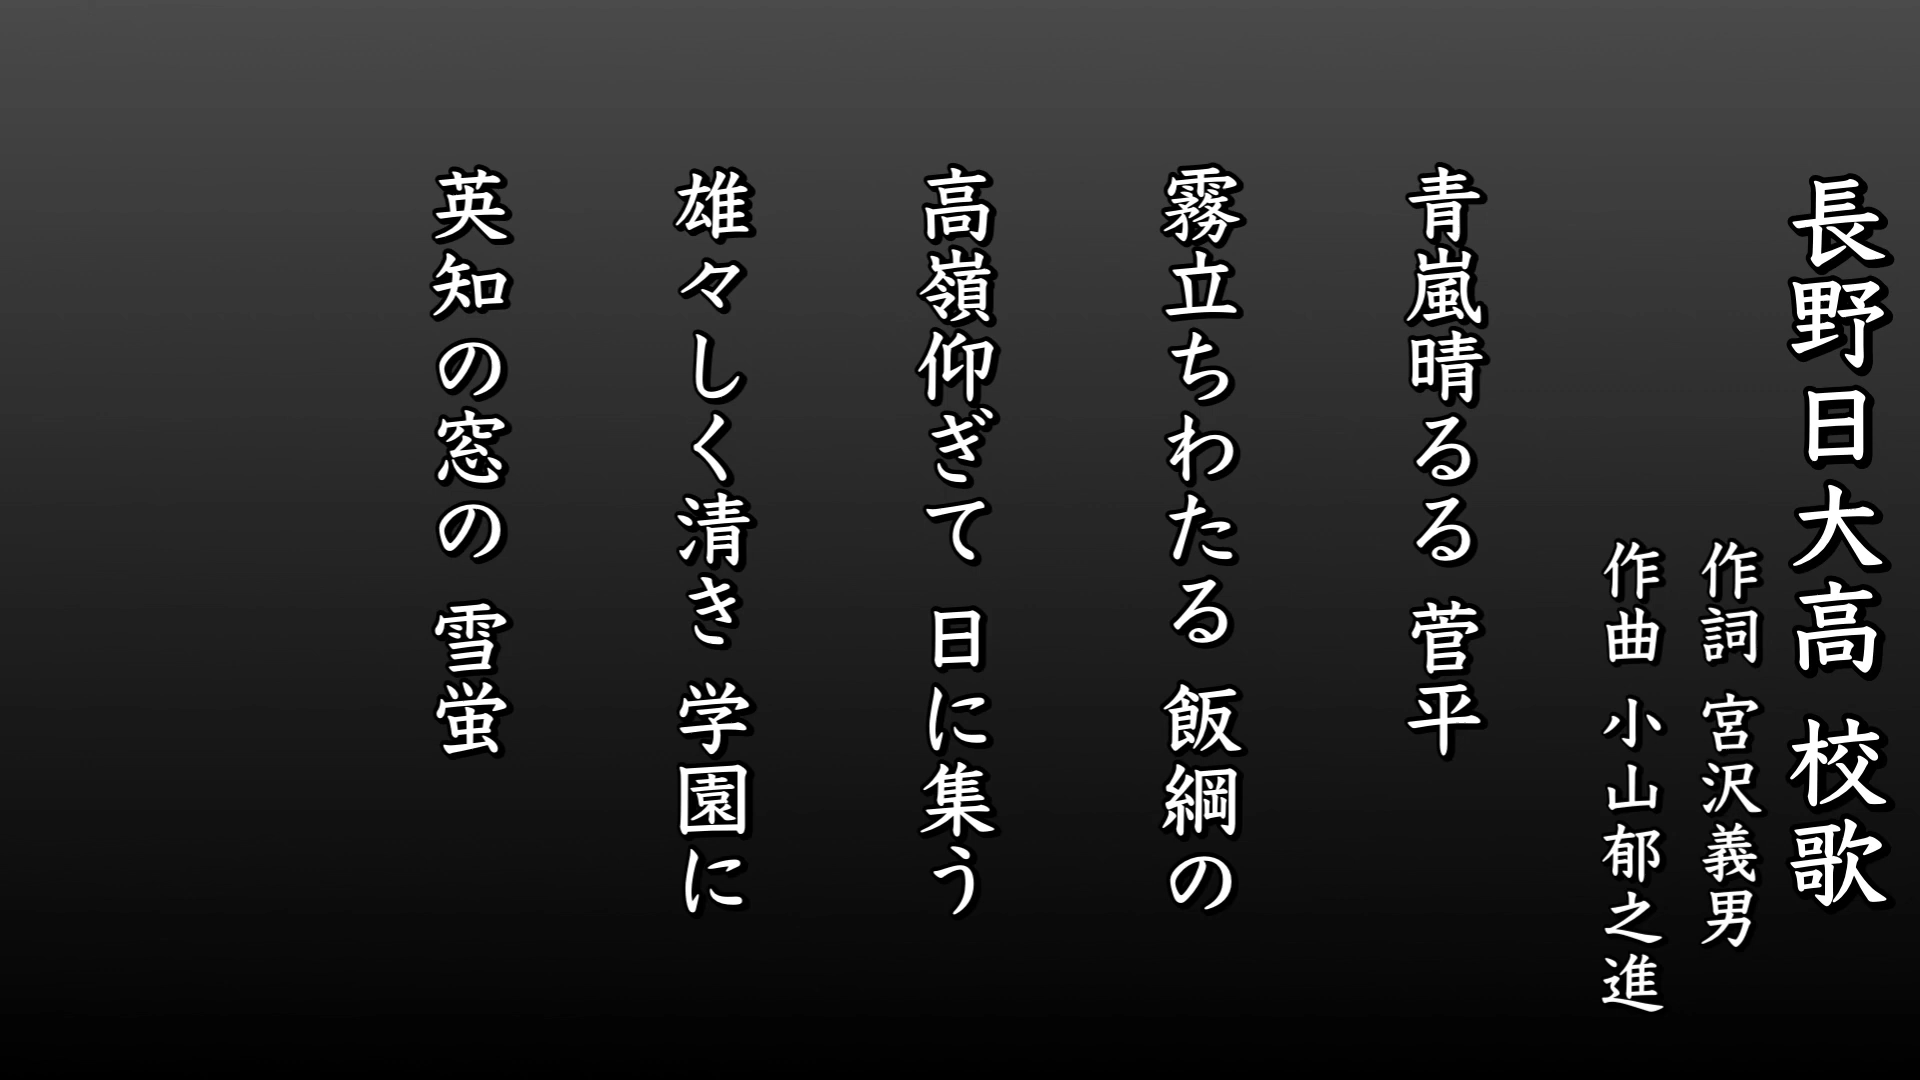 長野日大高 校歌
作詞 宮沢義男
作曲 小山郁之進
青嵐晴るる 菅平
霧立ちわたる 飯綱の
高嶺仰ぎて 日に集う
雄々しく清き 学園に
英知の窓の 雪蛍